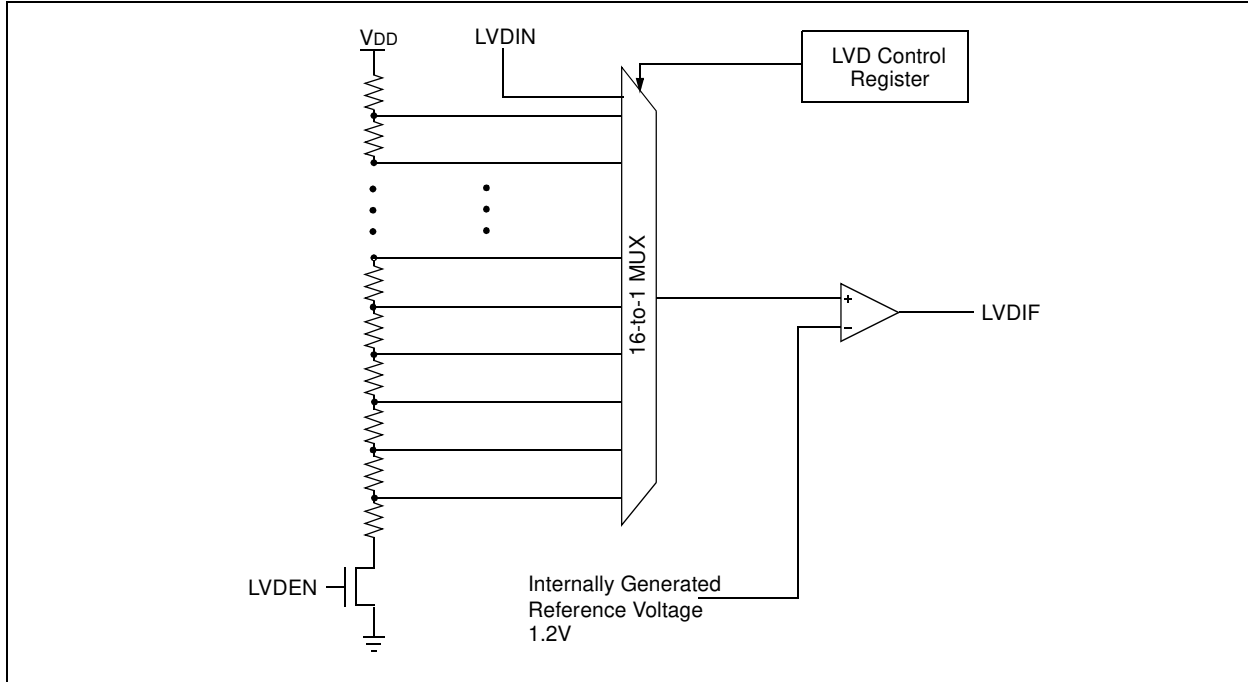 VDD
LVDIN
LVD Control
Register
16-to-1 MUX
+
−
LVDIF
LVDEN
Internally Generated
Reference Voltage
1.2V